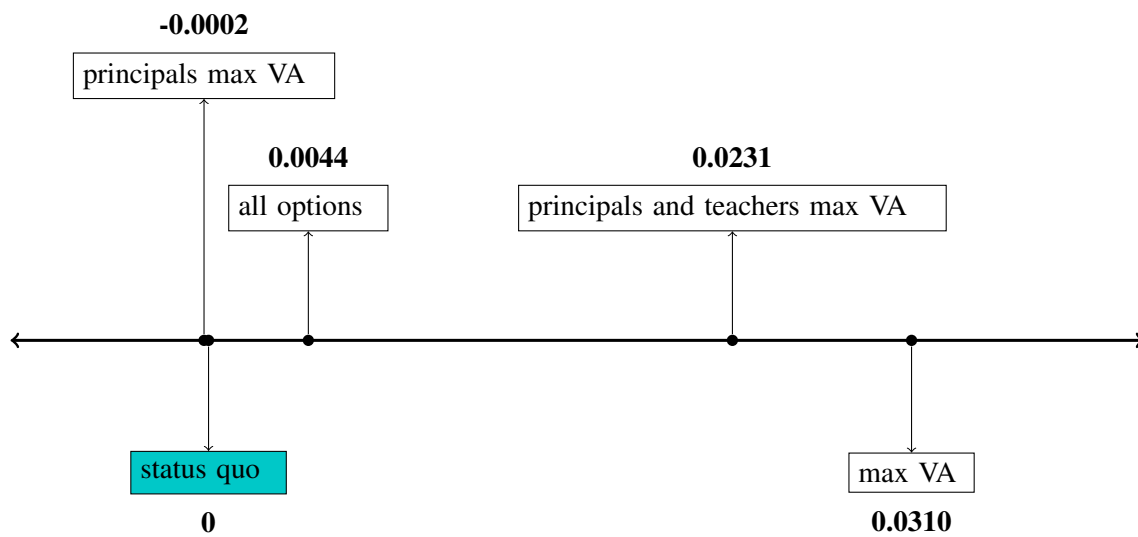 -0.0002
principals max VA
0.0044
all options
0.0231
principals and teachers max VA
status quo
0
max VA
0.0310